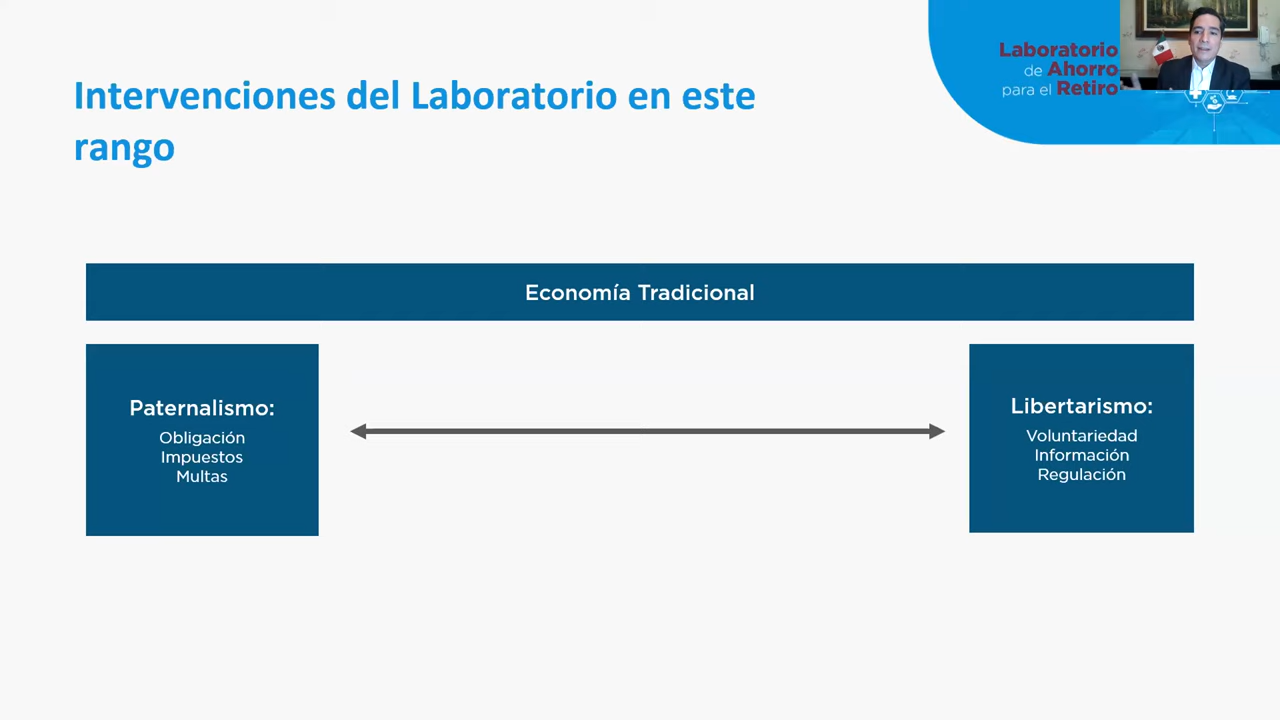 Intervenciones del Laboratorio en este
rango
Laboratorio
de Ahorro
para el Retiro
Economía Tradicional
Paternalismo:
Obligación
Impuestos
Multas
Libertarismo:
Voluntariedad
Información
Regulación